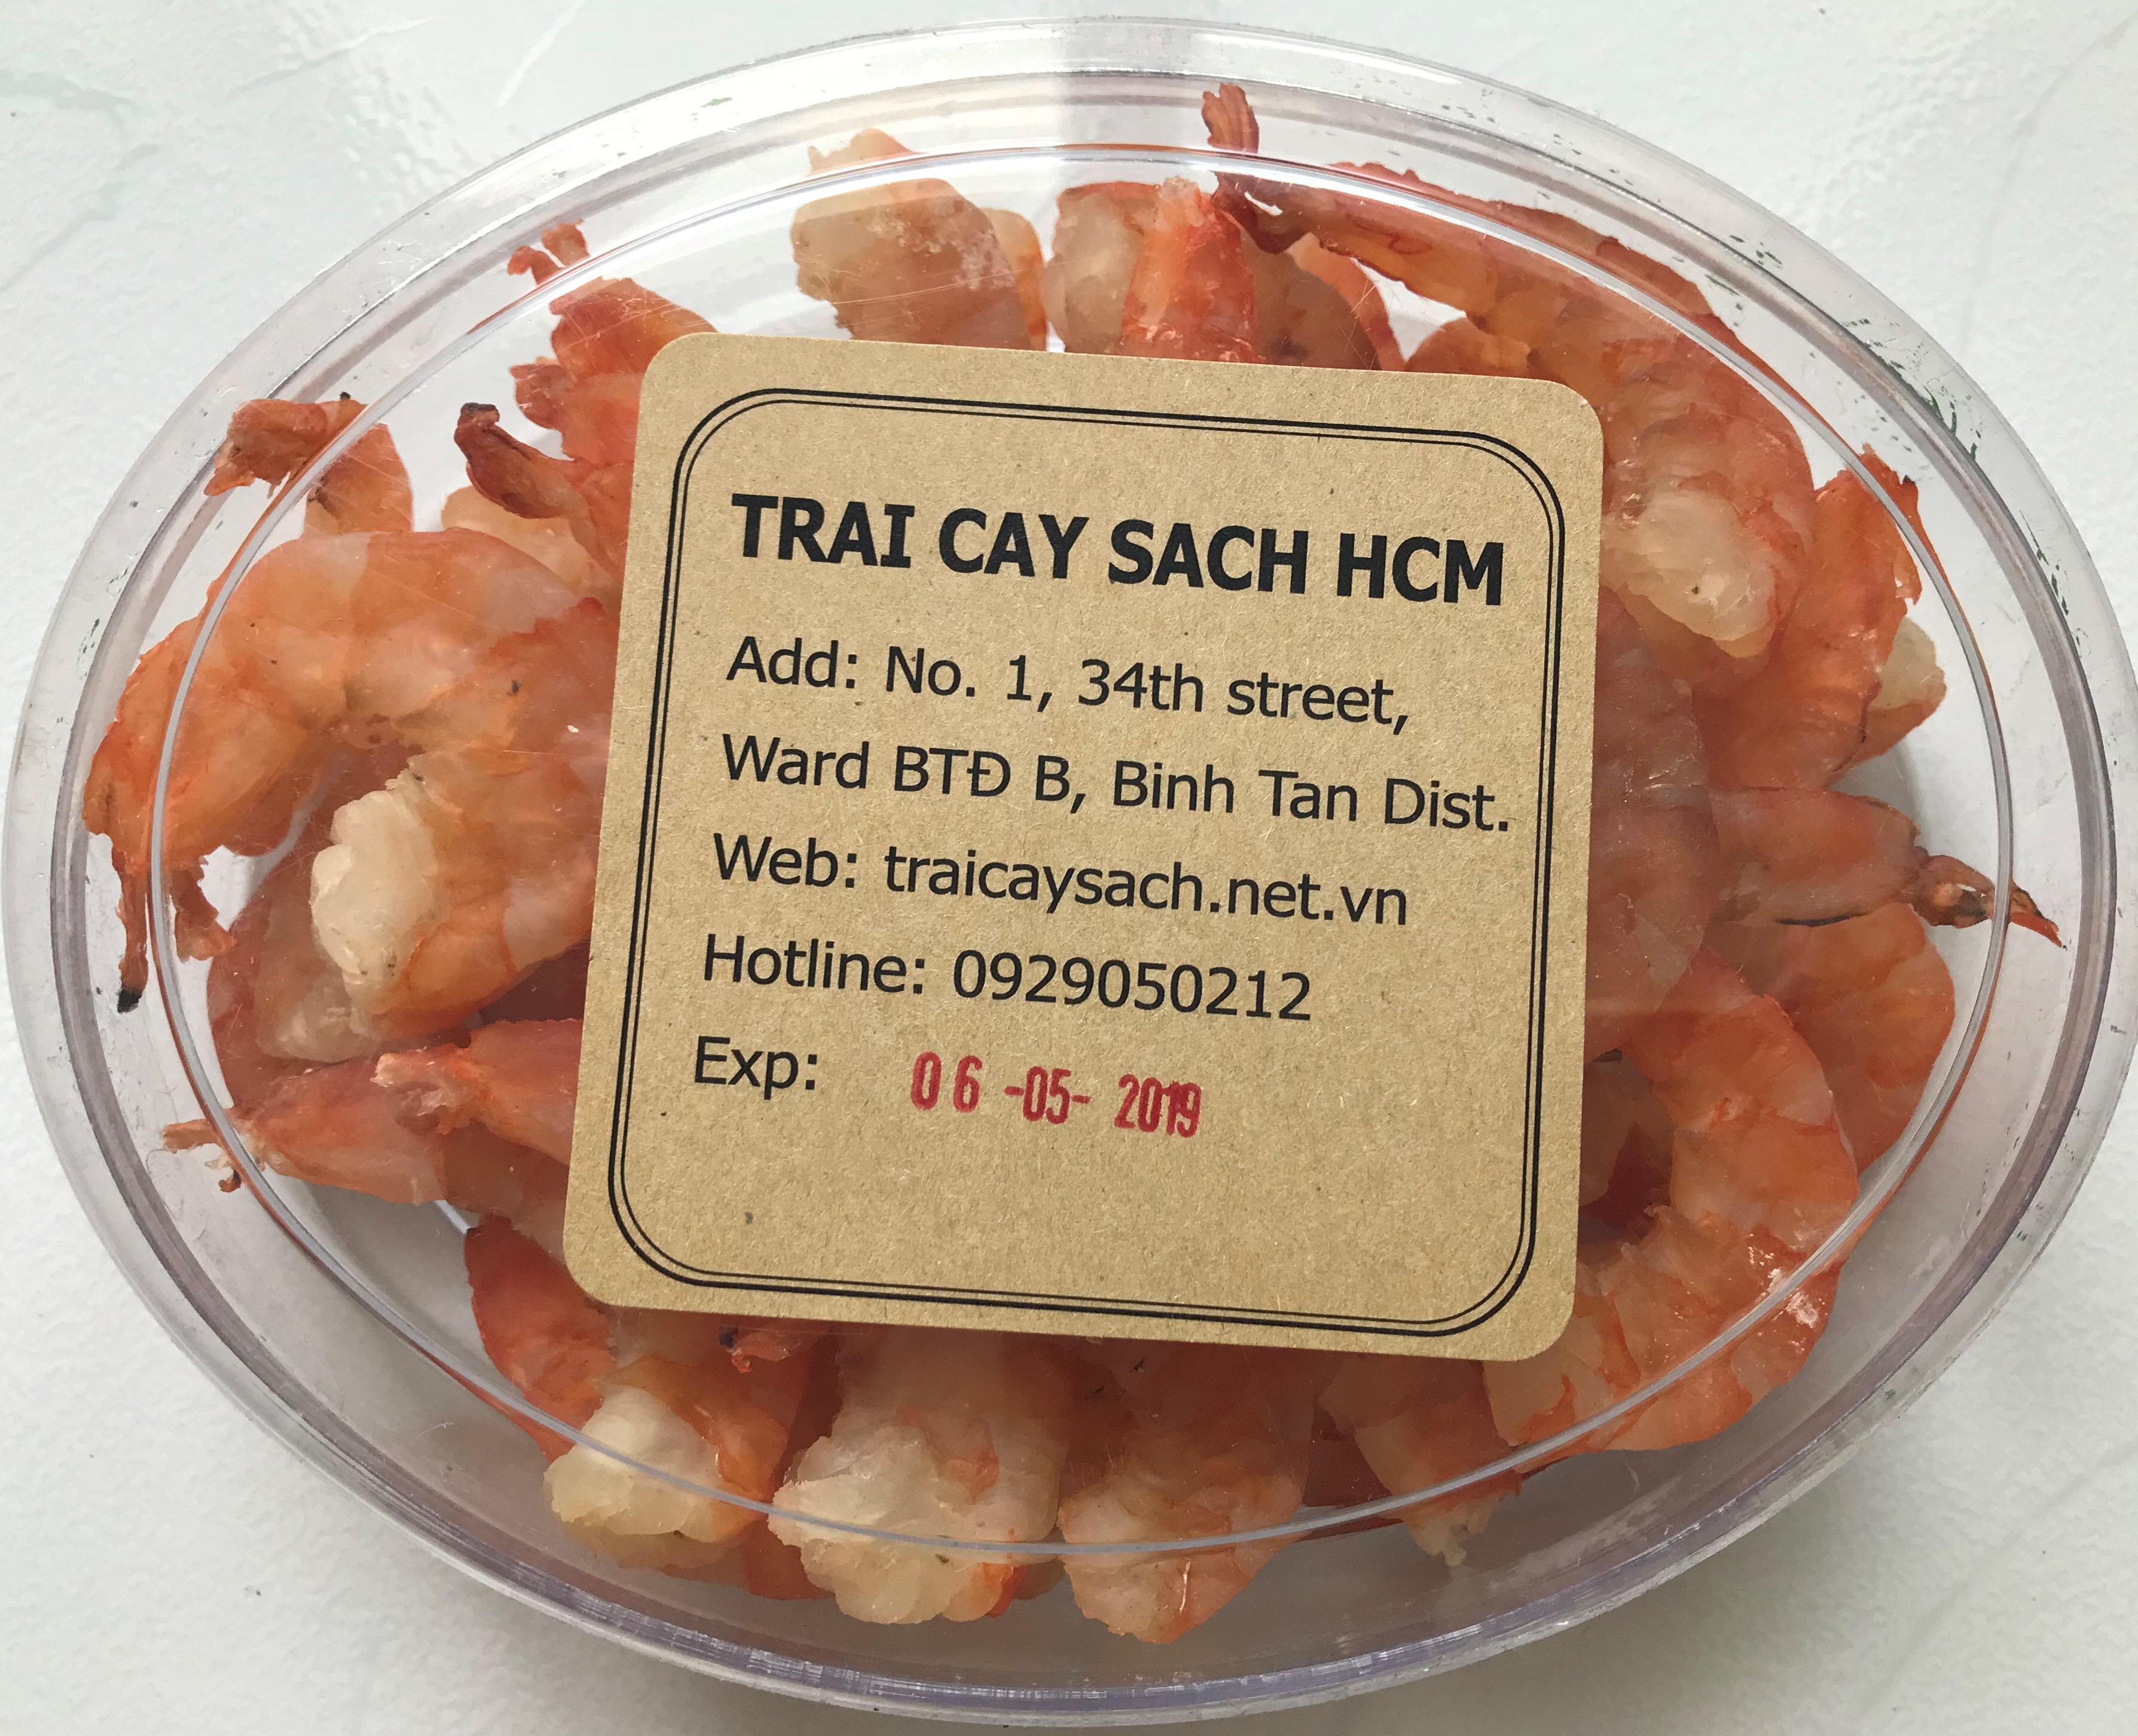 TRAI CAY SACH HCM
Add: No. 1, 34th street,
Ward BTĐ B, Binh Tan Dist.
Web: traicaysach.net.vn
Hotline: 0929050212
Exp: 06 -05- 2019